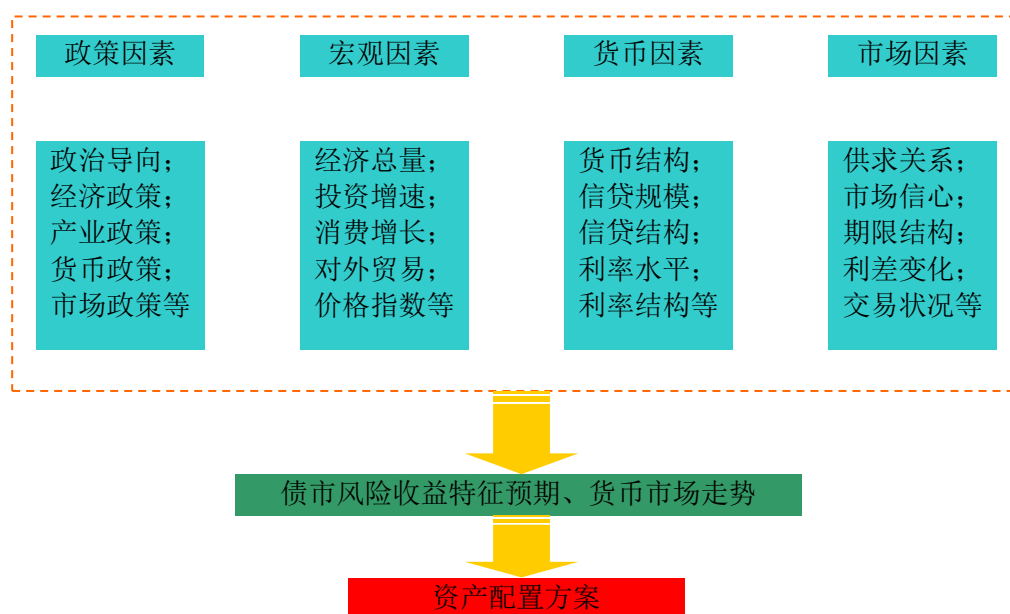 政策因素
宏观因素
货币因素
市场因素
政治导向；
经济政策；
产业政策；
货币政策；
市场政策等
经济总量；
投资增速；
消费增长；
对外贸易；
价格指数等
货币结构；
信贷规模；
信贷结构；
利率水平；
利率结构等
供求关系；
市场信心；
期限结构；
利差变化；
交易状况等
债市风险收益特征预期、货币市场走势
资产配置方案